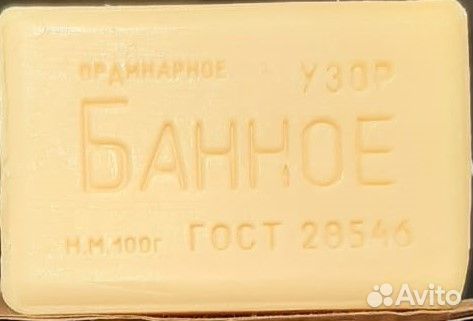 ОРДИНАРНОЕ УЗОР
БАННОЕ
Н.М.100г ГОСТ 28546
Avito